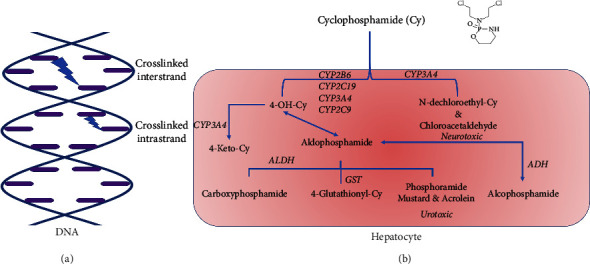 Crosslinked
interstrand
Crosslinked
intrastrand
DNA
(a)
Cyclophosphamide (Cy)
Cl
Cl
N
O
P
NH
O
CYP2B6
CYP2C19
CYP3A4
CYP2C9
CYP3A4
4-OH-Cy
N-dechloroethyl-Cy
&
Chloroacetaldehyde
Neurotoxic
CYP3A4
4-Keto-Cy
Aldophosphamide
ALDH
GST
ADH
Carboxyphosphamide
4-Glutathionyl-Cy
Phosphoramide
Mustard & Acrolein
Urotoxic
Alcophosphamide
Hepatocyte
(b)